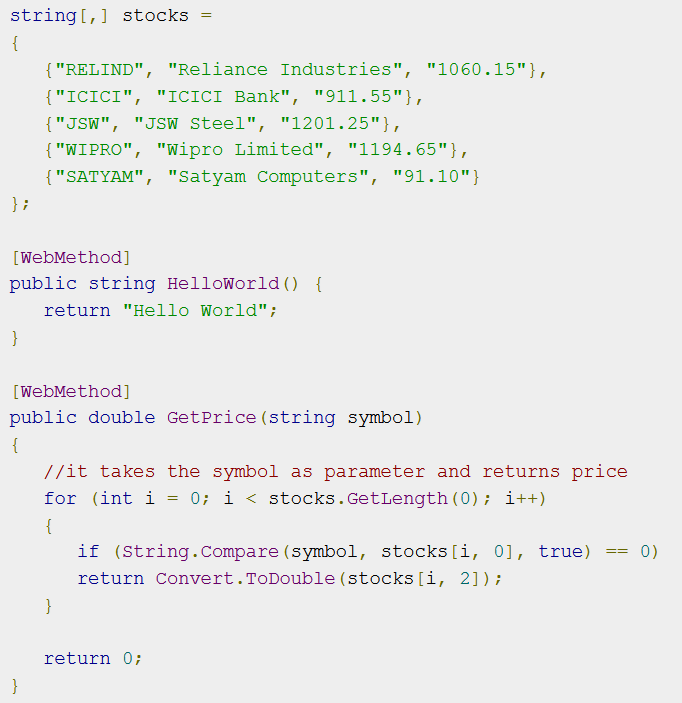 string[,] stocks =
{
   {"RELIND", "Reliance Industries", "1060.15"},
   {"ICICI", "ICICI Bank", "911.55"},
   {"JSW", "JSW Steel", "1201.25"},
   {"WIPRO", "Wipro Limited", "1194.65"},
   {"SATYAM", "Satyam Computers", "91.10"}
};

[WebMethod]
public string HelloWorld() {
   return "Hello World";
}

[WebMethod]
public double GetPrice(string symbol)
{
   //it takes the symbol as parameter and returns price
   for (int i = 0; i < stocks.GetLength(0); i++)
   {
      if (String.Compare(symbol, stocks[i, 0], true) == 0)
      return Convert.ToDouble(stocks[i, 2]);
   }

   return 0;
}